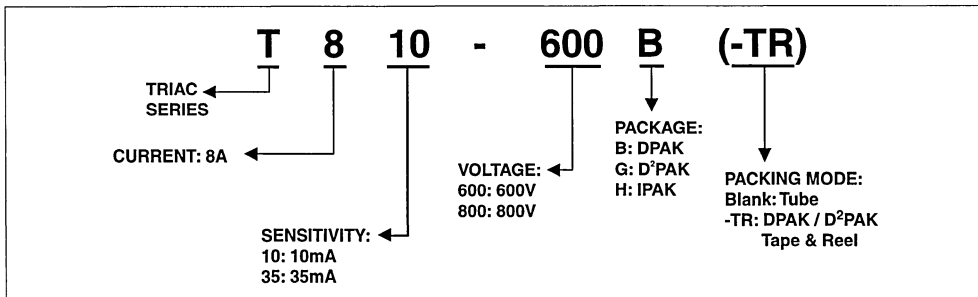 T 8 10 - 600 B (-TR)
TRIAC
SERIES
CURRENT: 8A
SENSITIVITY:
10: 10mA
35: 35mA
VOLTAGE:
600: 600V
800: 800V
PACKAGE:
B: DPAK
G: D²PAK
H: IPAK
PACKING MODE:
Blank: Tube
-TR: DPAK / D²PAK
Tape & Reel